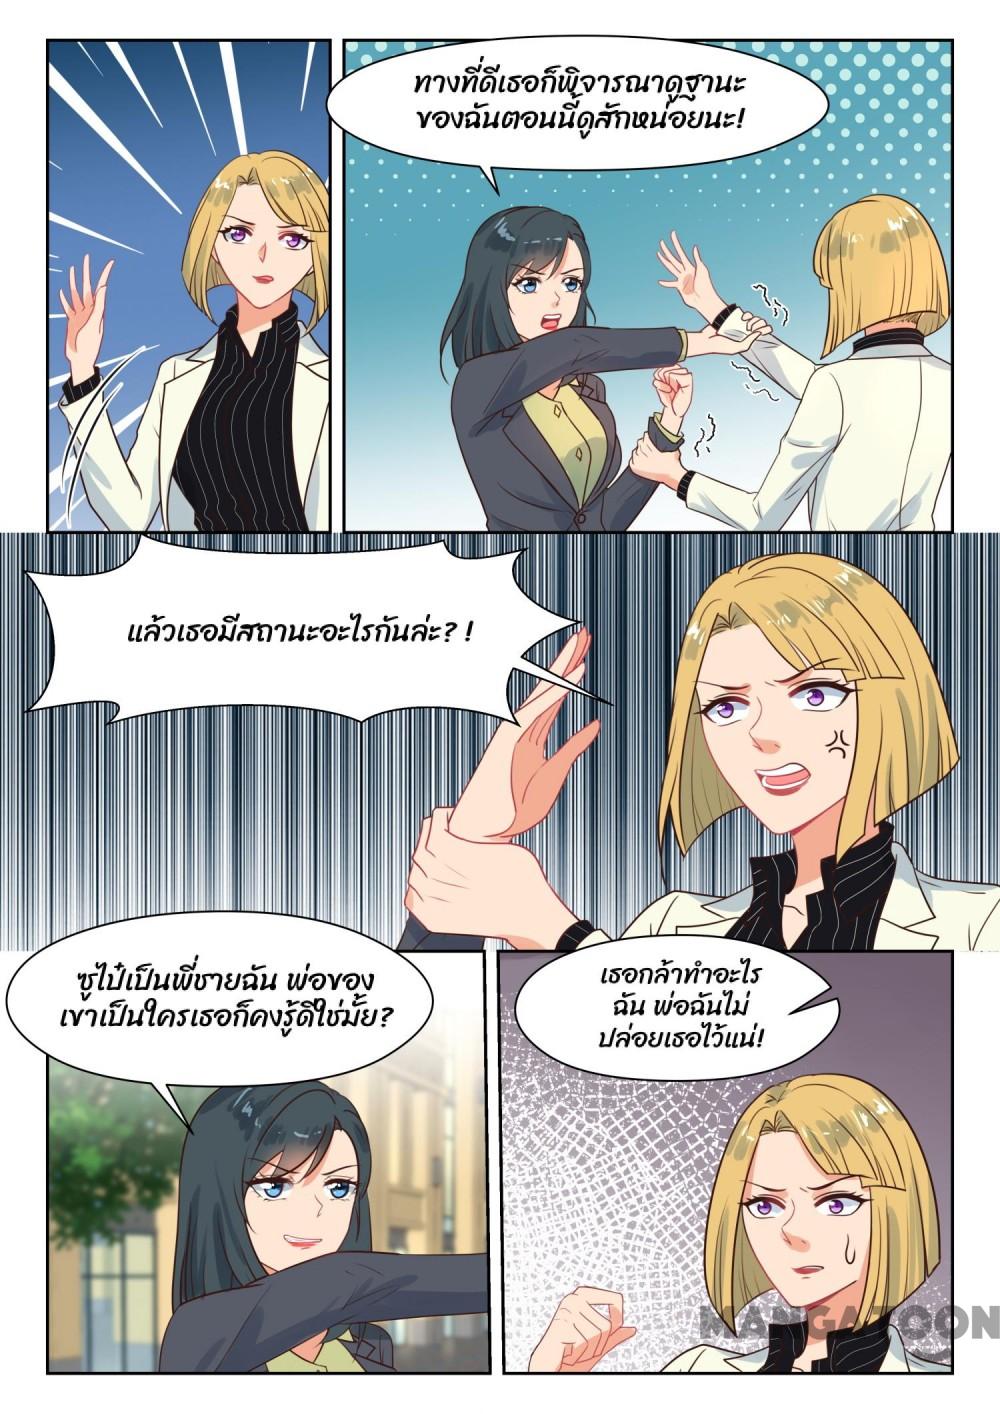 ทางที่ดีเธอก็พิจารณาดูฐานะ
ของฉันตอนนี้ดูสักหน่อยนะ!
แล้วเธอมีสถานะอะไรกันล่ะ?!
ซูไป๋เป็นพี่ชายฉัน พ่อของ
เขาเป็นใครเธอก็คงรู้ดีใช่มั้ย?
เธอกล้าทำอะไร
ฉัน พ่อฉันไม่
ปล่อยเธอไว้แน่!
MANGATOON